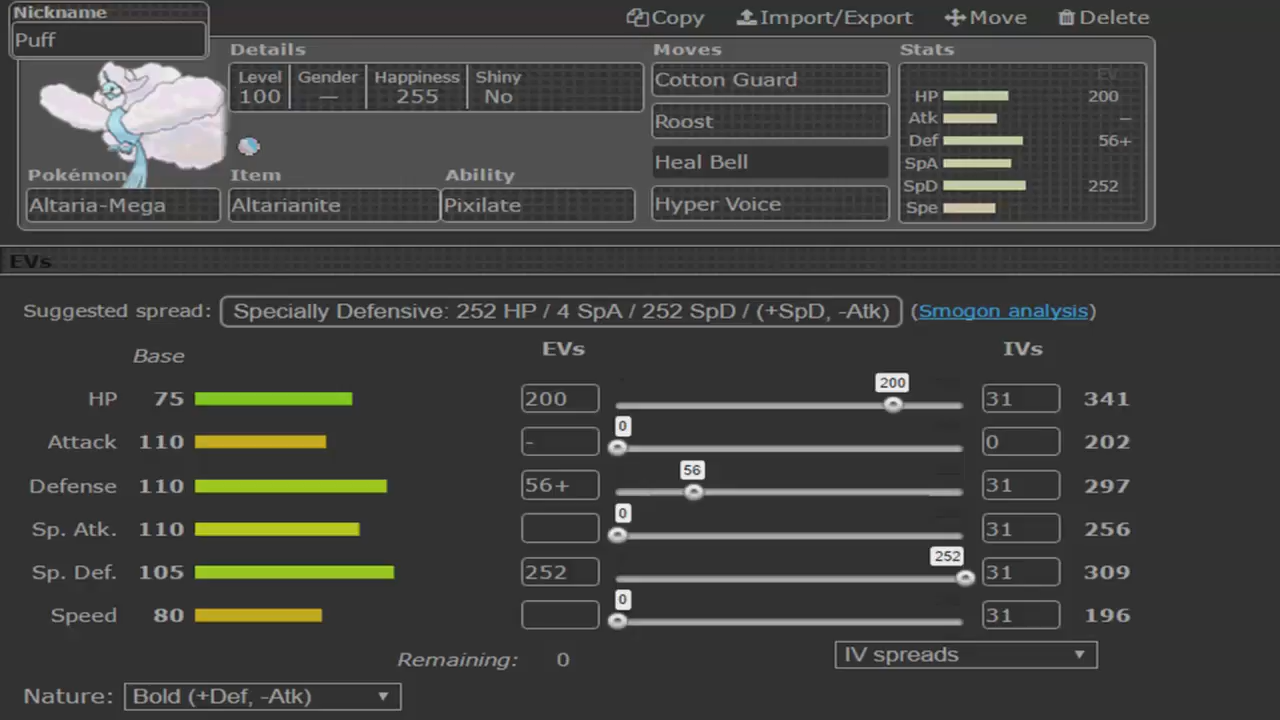 Nickname
Puff
Copy Import/Export Move Delete
Details
Level Gender Happiness Shiny
100 — 255 No
Pokémon Item Ability
Altaria-Mega Altarianite Pixilate
Moves
Cotton Guard
Roost
Heal Bell
Hyper Voice
Stats
EV
HP 200
Atk –
Def 56+
SpA
SpD 252
Spe
EVs
Suggested spread: Specially Defensive: 252 HP / 4 SpA / 252 SpD / (+SpD, -Atk) (Smogon analysis)
Base EVs IVs
HP 75 200 200 31 341
Attack 110 - 0 0 202
Defense 110 56+ 56 31 297
Sp. Atk. 110 0 31 256
Sp. Def. 105 252 252 31 309
Speed 80 0 31 196
Remaining: 0 IV spreads
Nature: Bold (+Def, -Atk)